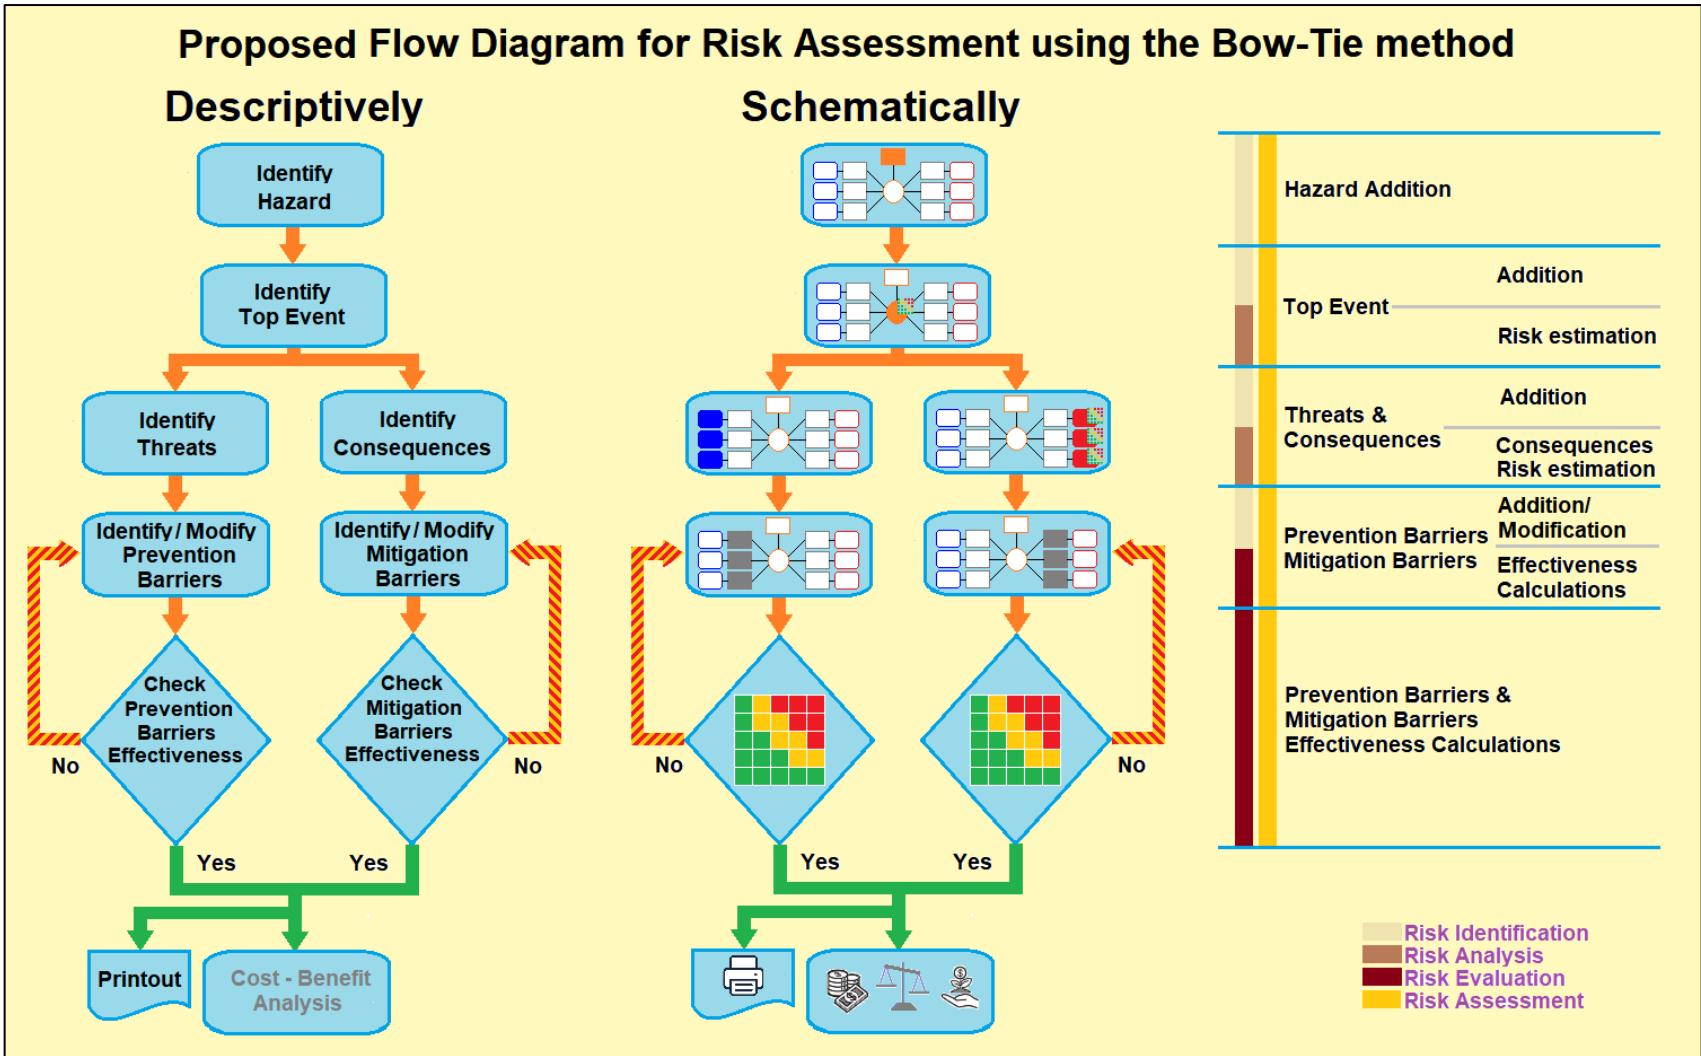 Proposed Flow Diagram for Risk Assessment using the Bow-Tie method
Descriptively
Identify
Hazard
Identify
Top Event
Identify
Threats
Identify
Consequences
Identify / Modify
Prevention
Barriers
Identify / Modify
Mitigation
Barriers
Check
Prevention
Barriers
Effectiveness
Check
Mitigation
Barriers
Effectiveness
No
No
Yes
Yes
Printout
Cost - Benefit
Analysis
Schematically
No
No
Yes
Yes
Hazard Addition
Top Event
Addition
Risk estimation
Threats &
Consequences
Addition
Consequences
Risk estimation
Prevention Barriers
Mitigation Barriers
Addition/
Modification
Effectiveness
Calculations
Prevention Barriers &
Mitigation Barriers
Effectiveness Calculations
Risk Identification
Risk Analysis
Risk Evaluation
Risk Assessment